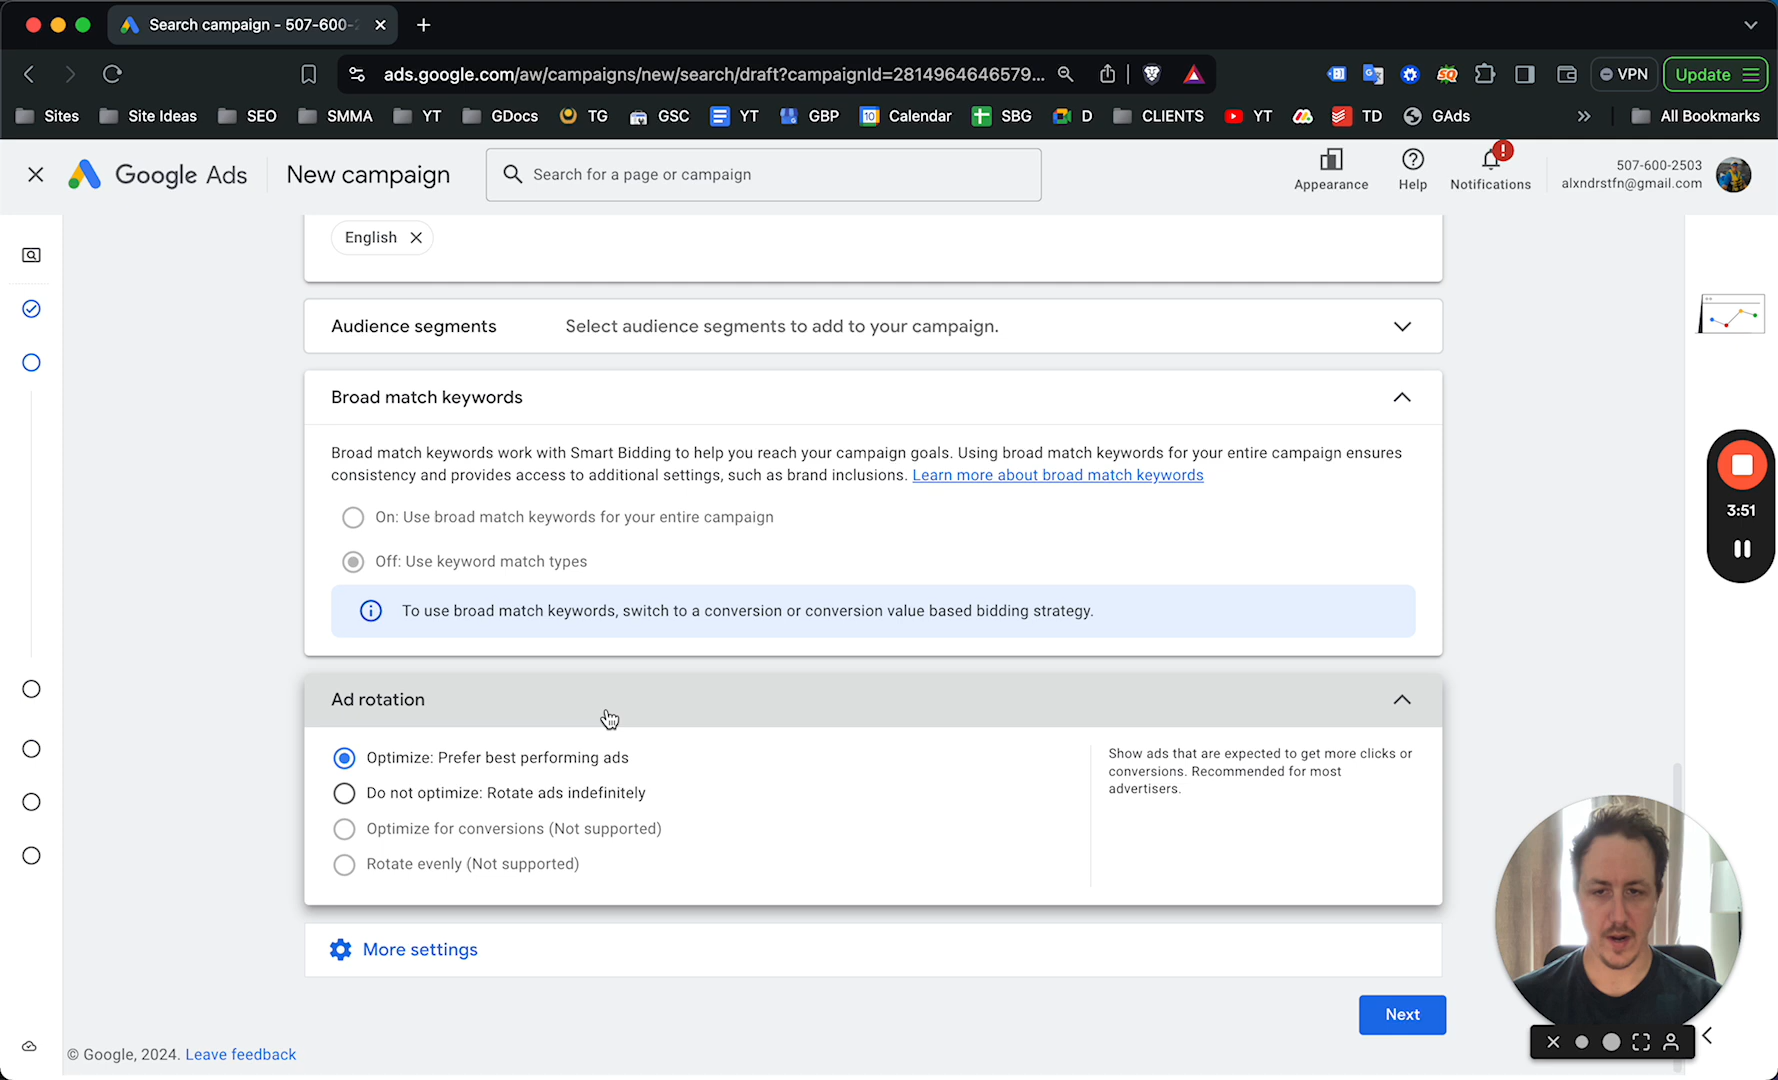 Search campaign - 507-600-
ads.google.com/aw/campaigns/new/search/draft?campaignId=2814964646579...
VPN
Update
Sites
Site Ideas
SEO
SMMA
YT
GDocs
TG
GSC
YT
GBP
Calendar
SBG
D
CLIENTS
YT
TD
GAds
All Bookmarks
Google Ads
New campaign
Search for a page or campaign
Appearance
Help
Notifications
507-600-2503
alxndrstfn@gmail.com
English
Audience segments
Select audience segments to add to your campaign.
Broad match keywords
Broad match keywords work with Smart Bidding to help you reach your campaign goals. Using broad match keywords for your entire campaign ensures
consistency and provides access to additional settings, such as brand inclusions. Learn more about broad match keywords
On: Use broad match keywords for your entire campaign
Off: Use keyword match types
To use broad match keywords, switch to a conversion or conversion value based bidding strategy.
3:51
Ad rotation
Optimize: Prefer best performing ads
Do not optimize: Rotate ads indefinitely
Optimize for conversions (Not supported)
Rotate evenly (Not supported)
Show ads that are expected to get more clicks or
conversions. Recommended for most
advertisers.
More settings
Next
© Google, 2024. Leave feedback